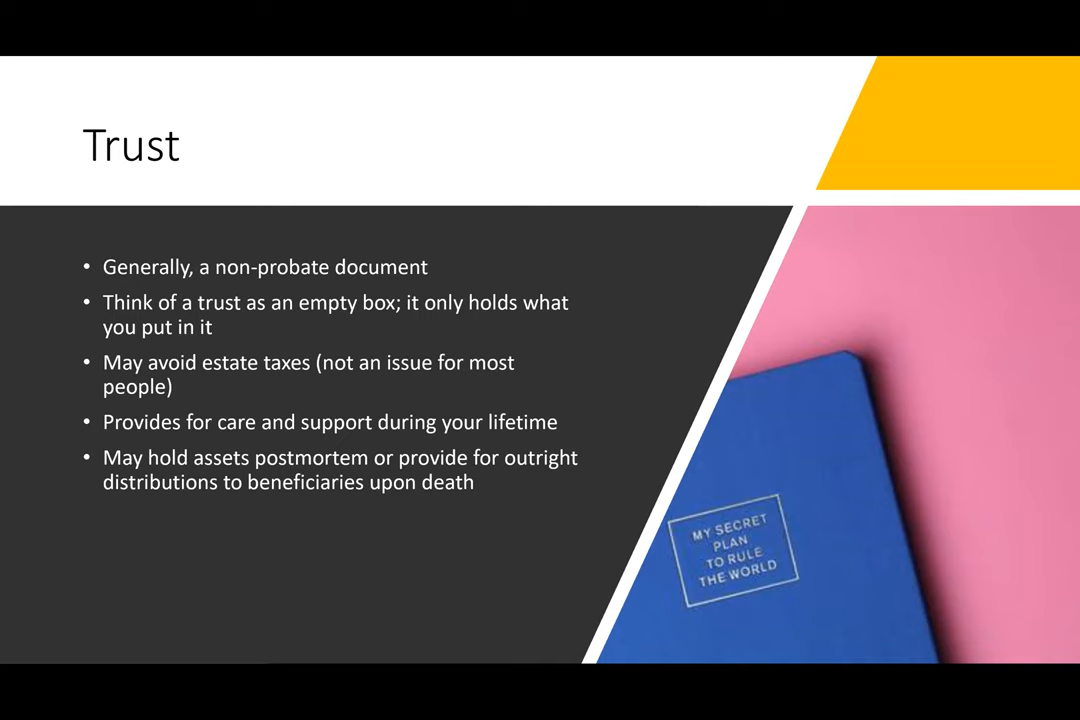 Trust
• Generally, a non-probate document
• Think of a trust as an empty box; it only holds what
you put in it
• May avoid estate taxes (not an issue for most
people)
• Provides for care and support during your lifetime
• May hold assets postmortem or provide for outright
distributions to beneficiaries upon death
MY SECRET
PLAN
TO RULE
THE WORLD